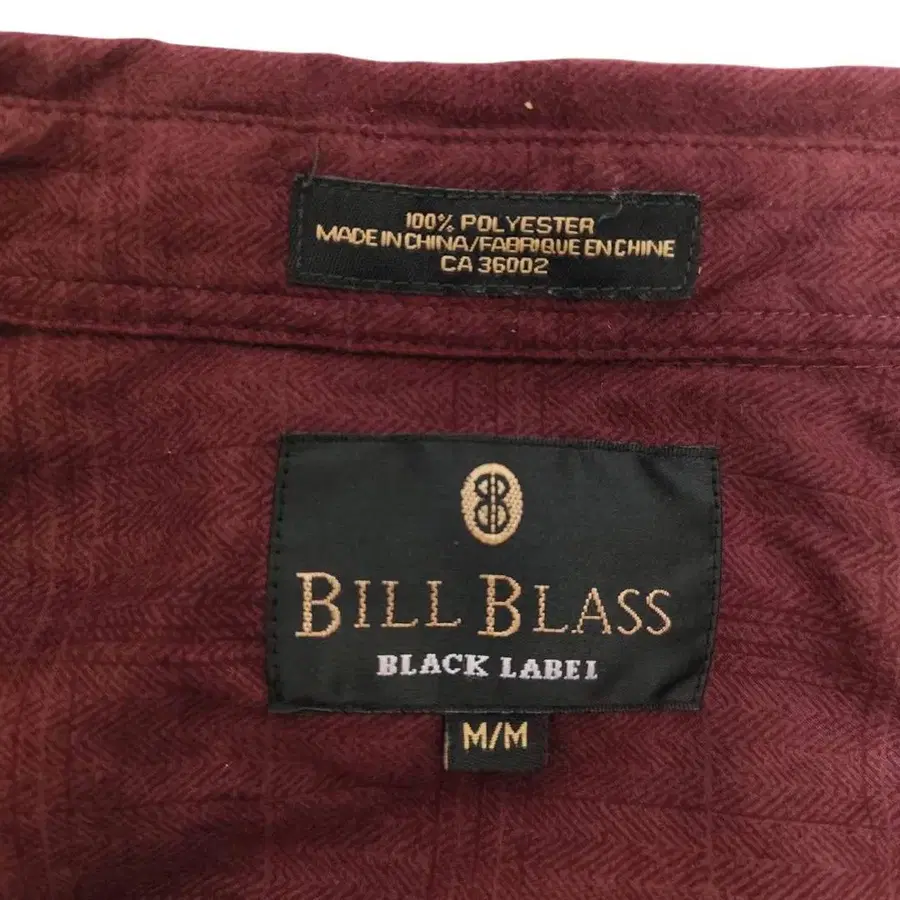 100% POLYESTER
MADE IN CHINA/FABRIQUE EN CHINE
CA 36002
BILL BLASS
BLACK LABEL
M/M